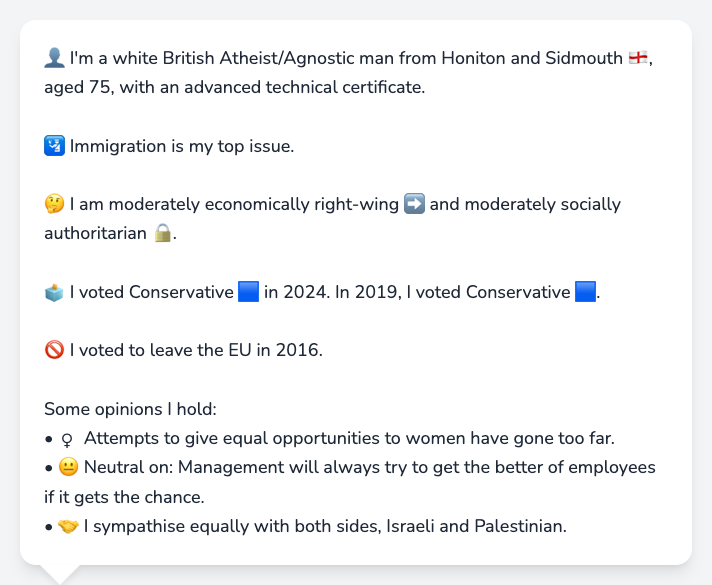 👤 I'm a white British Atheist/Agnostic man from Honiton and Sidmouth 🏴󠁧󠁢󠁥󠁮󠁧󠁿,
aged 75, with an advanced technical certificate.
🛂 Immigration is my top issue.
🤔 I am moderately economically right-wing ➡️ and moderately socially
authoritarian 🔒.
🗳️ I voted Conservative 🟦 in 2024. In 2019, I voted Conservative 🟦.
🚫 I voted to leave the EU in 2016.
Some opinions I hold:
• ♀ Attempts to give equal opportunities to women have gone too far.
• 😐 Neutral on: Management will always try to get the better of employees
if it gets the chance.
• 🤝 I sympathise equally with both sides, Israeli and Palestinian.